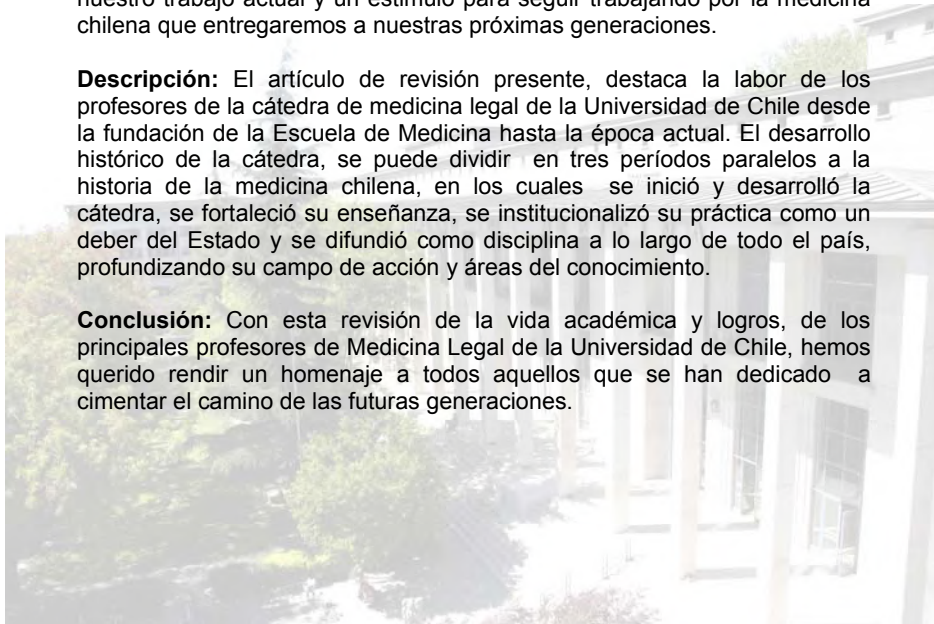 nuestro trabajo actual y un estímulo para seguir trabajando por la medicina
chilena que entregaremos a nuestras próximas generaciones.
Descripción: El artículo de revisión presente, destaca la labor de los
profesores de la cátedra de medicina legal de la Universidad de Chile desde
la fundación de la Escuela de Medicina hasta la época actual. El desarrollo
histórico de la cátedra, se puede dividir en tres períodos paralelos a la
historia de la medicina chilena, en los cuales se inició y desarrolló la
cátedra, se fortaleció su enseñanza, se institucionalizó su práctica como un
deber del Estado y se difundió como disciplina a lo largo de todo el país,
profundizando su campo de acción y áreas del conocimiento.
Conclusión: Con esta revisión de la vida académica y logros, de los
principales profesores de Medicina Legal de la Universidad de Chile, hemos
querido rendir un homenaje a todos aquellos que se han dedicado a
cimentar el camino de las futuras generaciones.